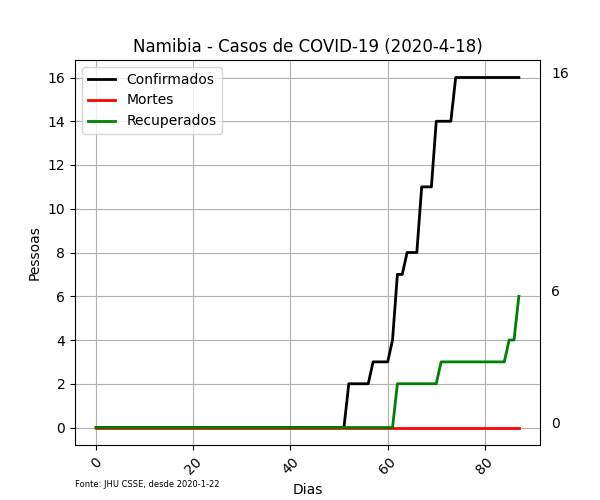 Namibia - Casos de COVID-19 (2020-4-18)
Confirmados
Mortes
Recuperados
Pessoas
16
14
12
10
8
6
4
2
0
16
6
0
0
20
40
60
80
Dias
Fonte: JHU CSSE, desde 2020-1-22